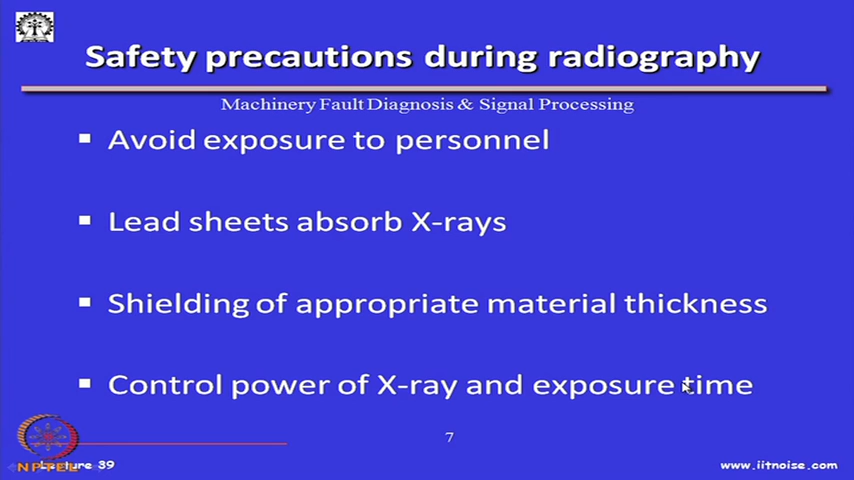 Safety precautions during radiography
Machinery Fault Diagnosis & Signal Processing
Avoid exposure to personnel
Lead sheets absorb X-rays
Shielding of appropriate material thickness
Control power of X-ray and exposure time
7
NPTEL
Lecture 39
www.iitnoise.com